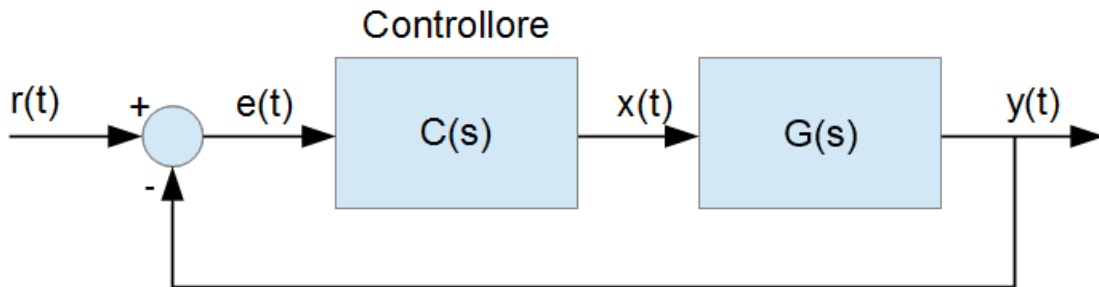 Controllore
r(t)
+
e(t)
C(s)
x(t)
G(s)
y(t)
-